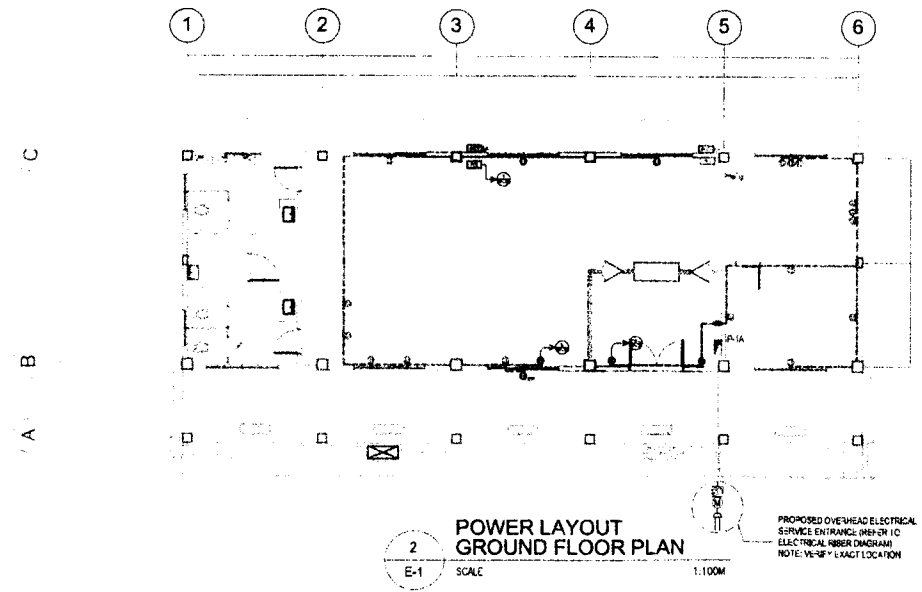 1 2 3 4 5 6
C
B
A
POWER LAYOUT
GROUND FLOOR PLAN
2
E-1
SCALE 1:100M
PROPOSED OVERHEAD ELECTRICAL
SERVICE ENTRANCE (REFER TO
ELECTRICAL RISER DIAGRAM)
NOTE: VERIFY EXACT LOCATION